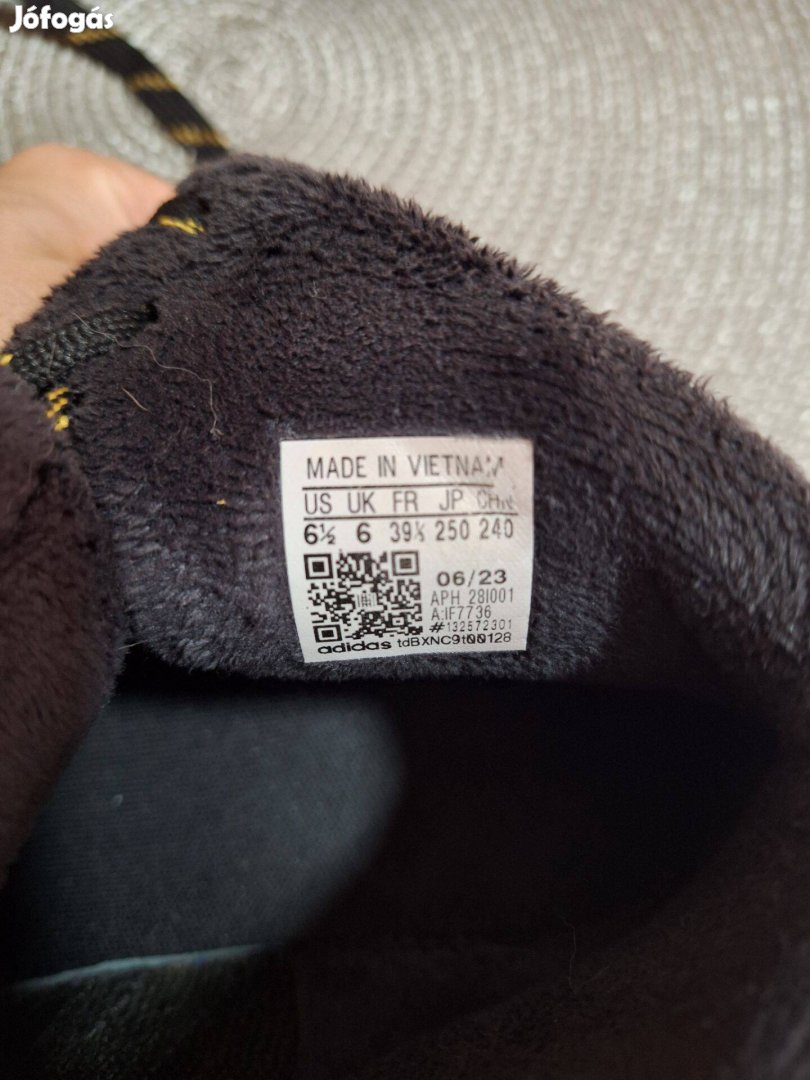 Jófogás
MADE IN VIETNAM
US UK FR JP CHN
6½ 6 39⅓ 250 240
06/23
APH 28I001
A:IF7736
#132572301
adidas tdBXNC9t00128